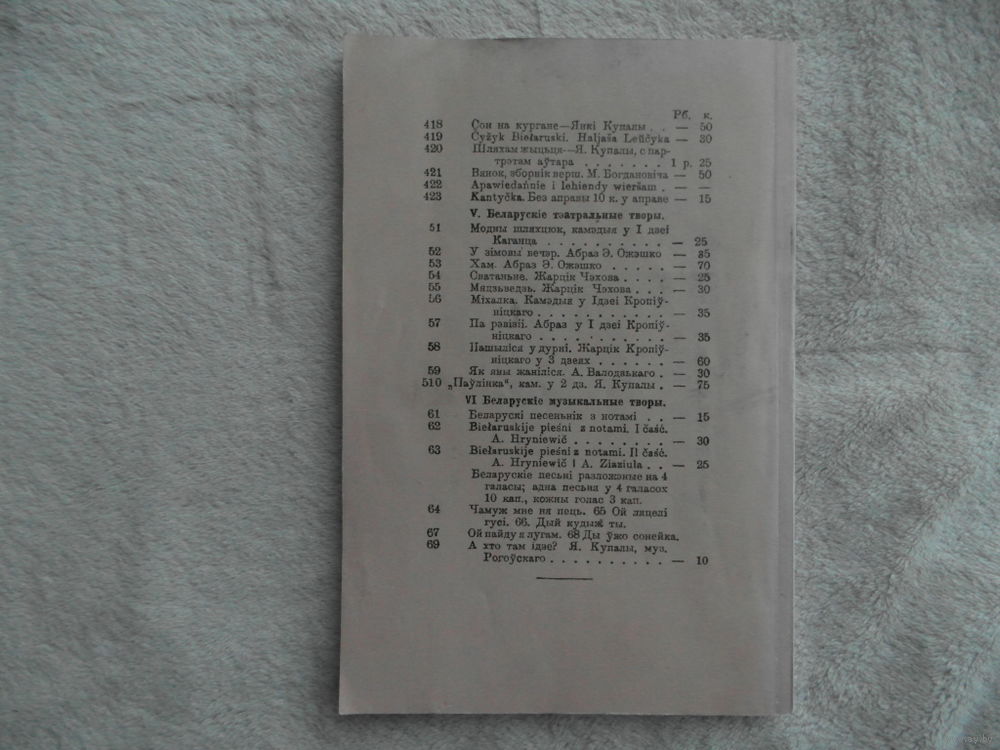 Рб. к.
418 Сон на кургане—Янкі Купалы . . — 50
419 Čyžyk Biełaruski. Haljaša Leŭčyka — 30
420 Шляхам жыцьця—Я. Купалы, с пар-
трэтам аўтара . . . . . . . 1 р. 25
421 Вянок, зборнік верш. М. Богдановіча — 50
422 Apawiedańnie i lehiendy wieršam . — —
423 Kantyčka. Без аправы 10 к. у аправе — 15
V. Беларускіе тэатральные творы.
51 Модны шляхцюк, камэдыя у І дзеі
Каганца . . . . . . . . . . — 25
52 У зімовы вечэр. Абраз Э. Ожэшко — 35
53 Хам. Абраз Э. Ожэшко . . . . . — 70
54 Сватаньне. Жарцік Чэхова . . . . — 25
55 Мядзьведзь. Жарцік Чэхова . . . — 30
56 Міхалка. Камэдыя у Ідзеі Кропіў-
ніцкаго . . . . . . . . . . . — 35
57 Па рэвізіі. Абраз у І дзеі Кропіў-
ніцкаго . . . . . . . . . . . — 35
58 Пашыліся у дурні. Жарцік Кропіў-
ніцкаго у 3 дзеях . . . . . . — 60
59 Як яны жаніліся. А. Валодзькаго . — 30
510 „Паўлінка“, кам. у 2 дз. Я. Купалы . — 75
VI Беларускіе музыкальные творы.
61 Беларускі песеньнік з нотамі . . — 15
62 Biełaruskije pieśni z notami. I čaść.
A. Hryniewič . . . . . . . . — 30
63 Biełaruskije pieśni z notami. II čaść.
A. Hryniewič i A. Ziaziula . . — 25
Беларускіе песьні разложэные на 4
галасы; адна песьня у 4 галасох
10 кап., кожны голас 3 кап.
64 Чамуж мне ня пець. 65 Ой ляцелі
гусі. 66. Дый кудыж ты.
67 Ой пайду я лугам. 68 Ды ўжо сонейка.
69 А хто там ідзе? Я. Купалы, муз.
Рогоўскаго . . . . . . . . . . — 10